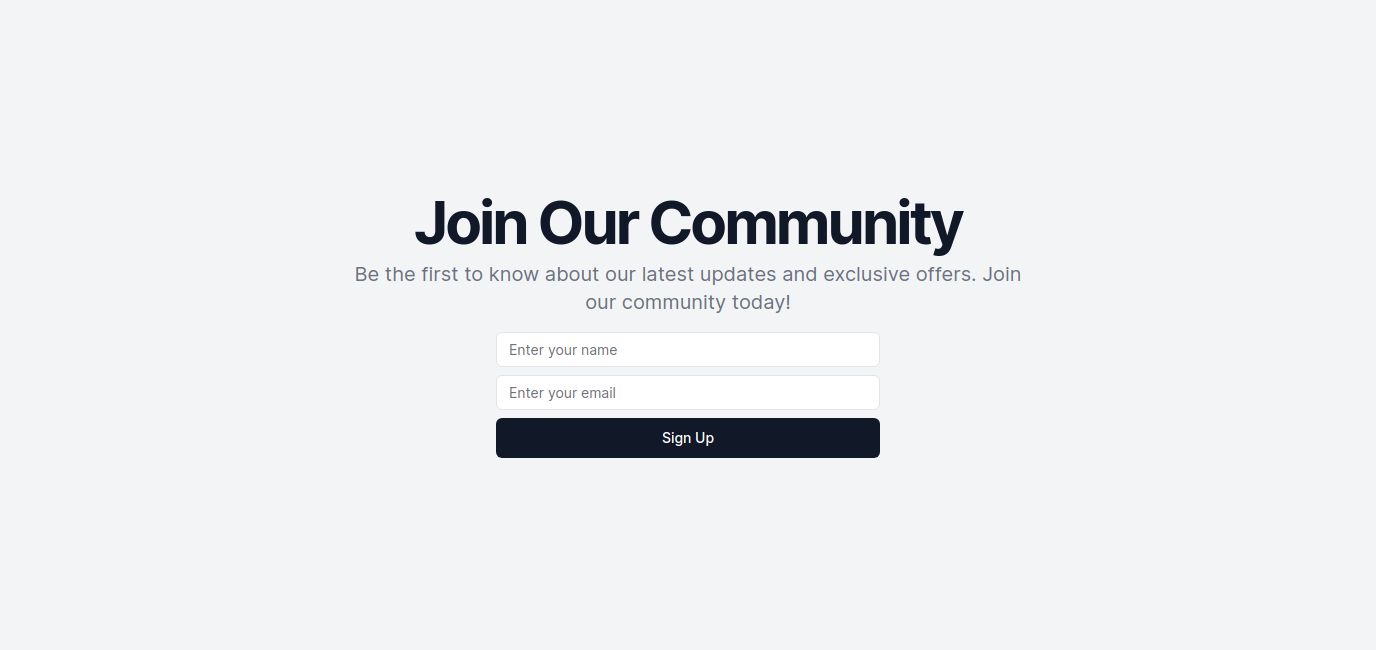 Join Our Community
Be the first to know about our latest updates and exclusive offers. Join
our community today!
Enter your name
Enter your email
Sign Up